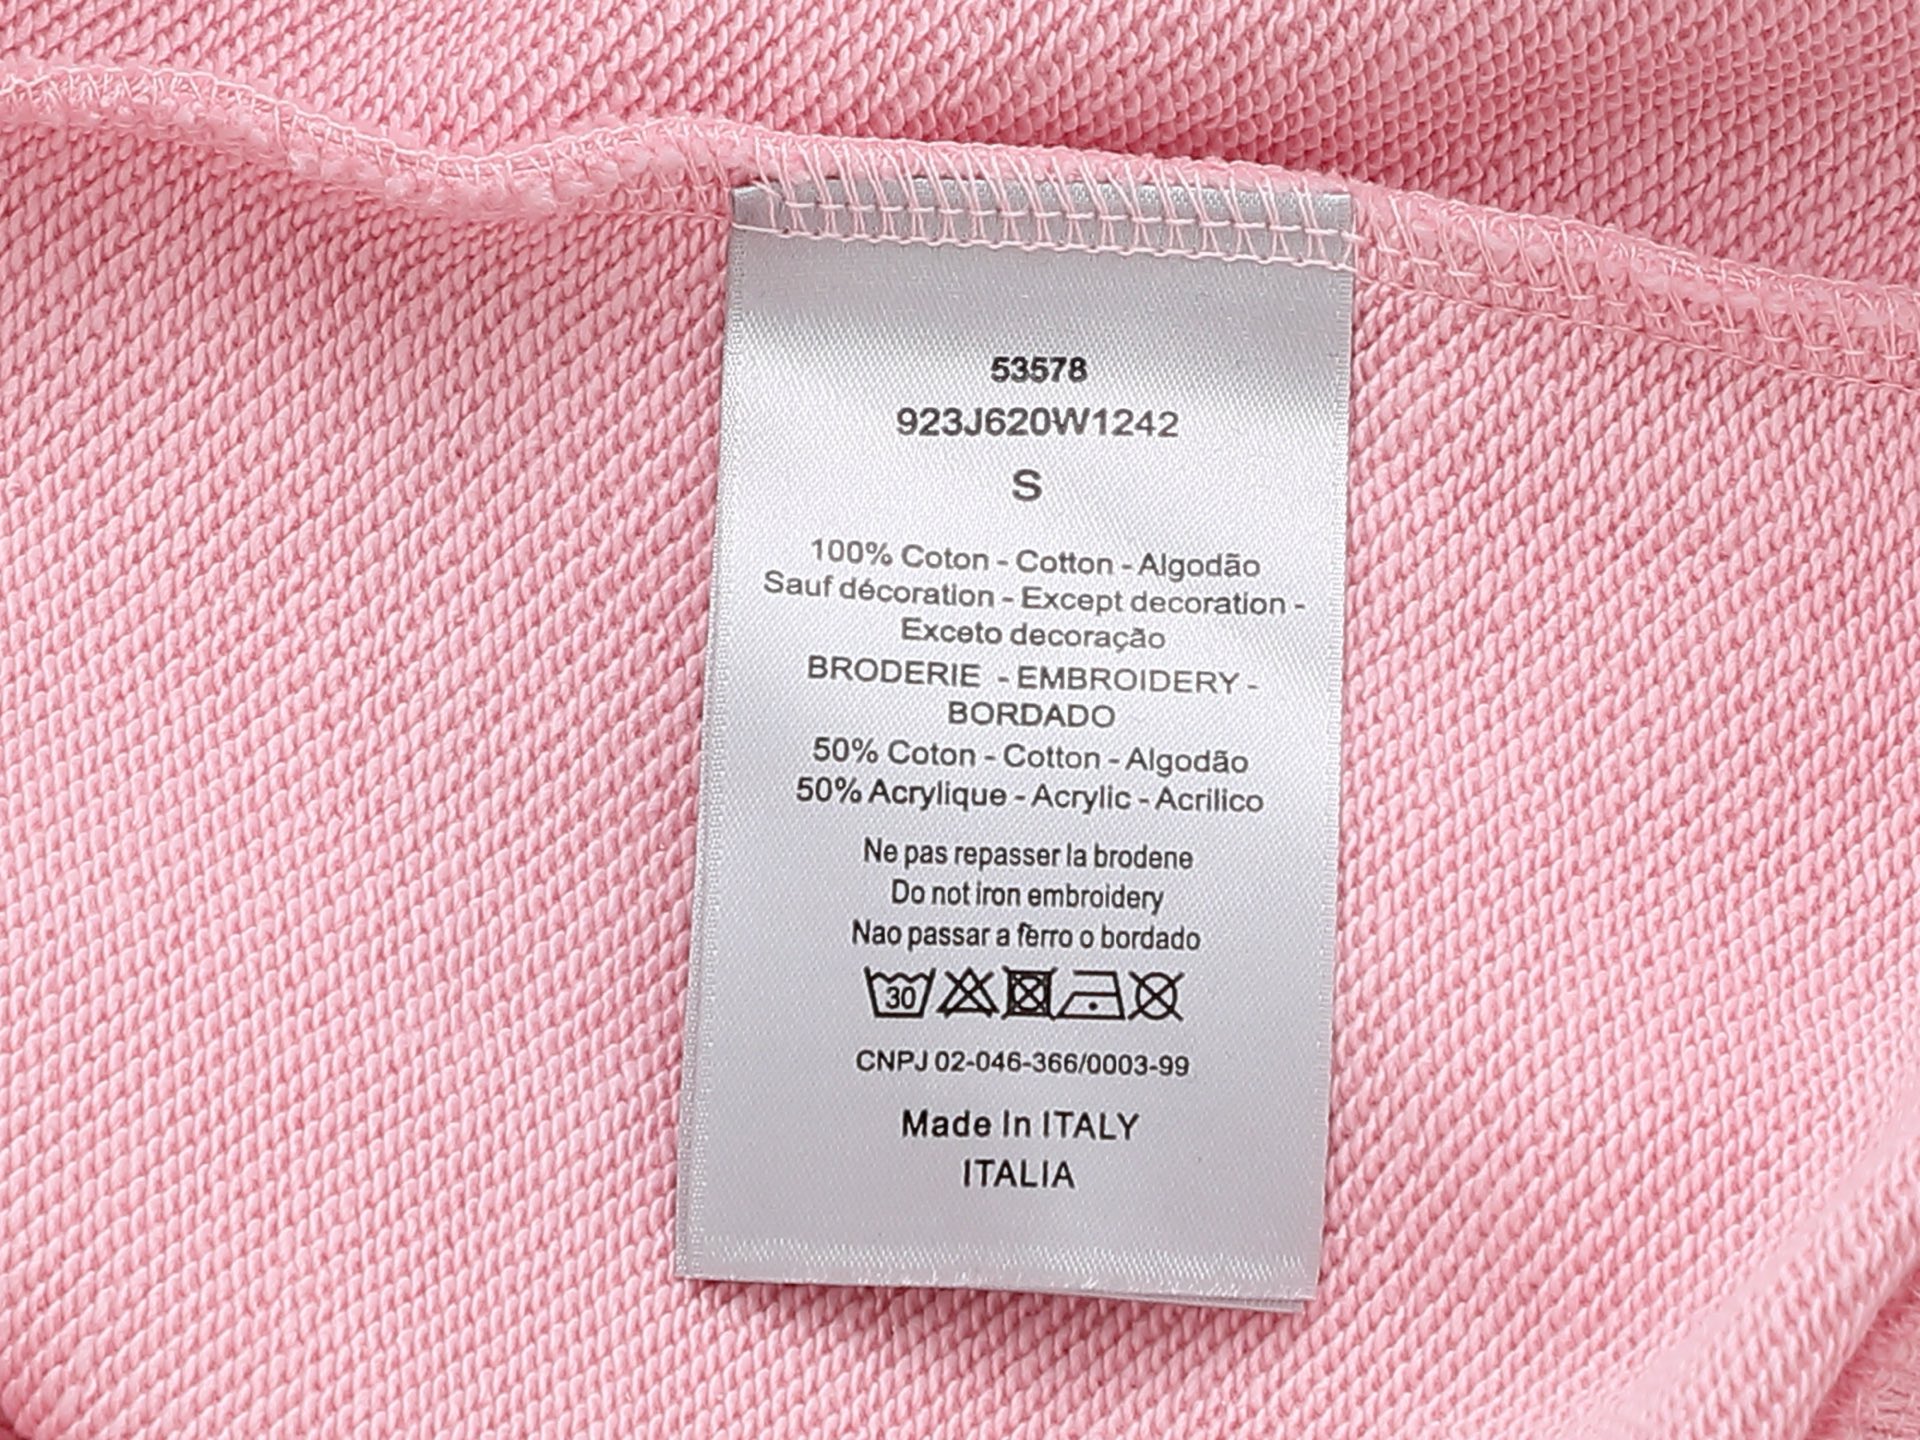 53578
923J620W1242
S
100% Coton - Cotton - Algodão
Sauf décoration - Except decoration -
Exceto decoração
BRODERIE - EMBROIDERY -
BORDADO
50% Coton - Cotton - Algodão
50% Acrylique - Acrylic - Acrilico
Ne pas repasser la brodene
Do not iron embroidery
Nao passar a ferro o bordado
30
CNPJ 02-046-366/0003-99
Made In ITALY
ITALIA